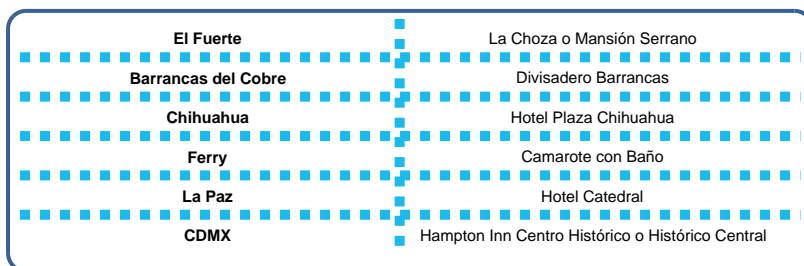 El Fuerte La Choza o Mansión Serrano
Barrancas del Cobre Divisadero Barrancas
Chihuahua Hotel Plaza Chihuahua
Ferry Camarote con Baño
La Paz Hotel Catedral
CDMX Hampton Inn Centro Histórico o Histórico Central